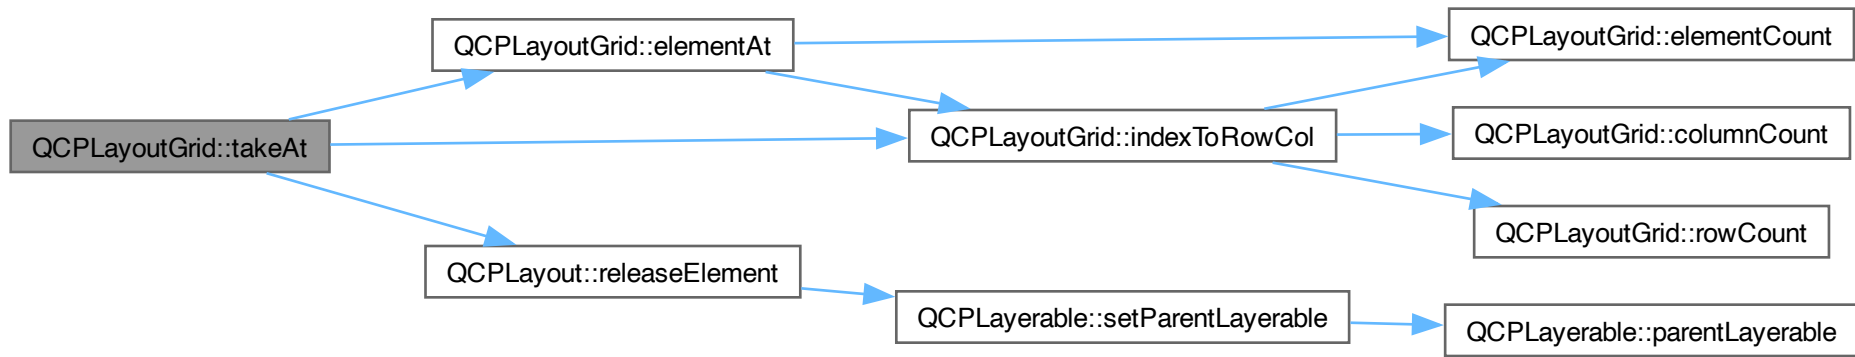 QCPLayoutGrid::takeAt
QCPLayoutGrid::elementAt
QCPLayoutGrid::elementCount
QCPLayoutGrid::indexToRowCol
QCPLayoutGrid::columnCount
QCPLayoutGrid::rowCount
QCPLayout::releaseElement
QCPLayerable::setParentLayerable
QCPLayerable::parentLayerable